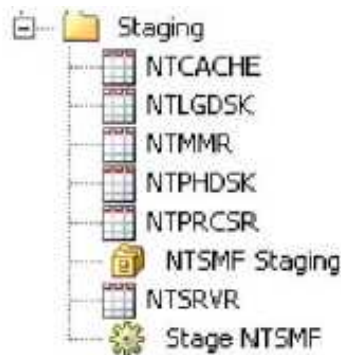 Staging
NTCACHE
NTLGDSK
NTMMR
NTPHDSK
NTPRCSR
NTSMF Staging
NTSRVR
Stage NTSMF